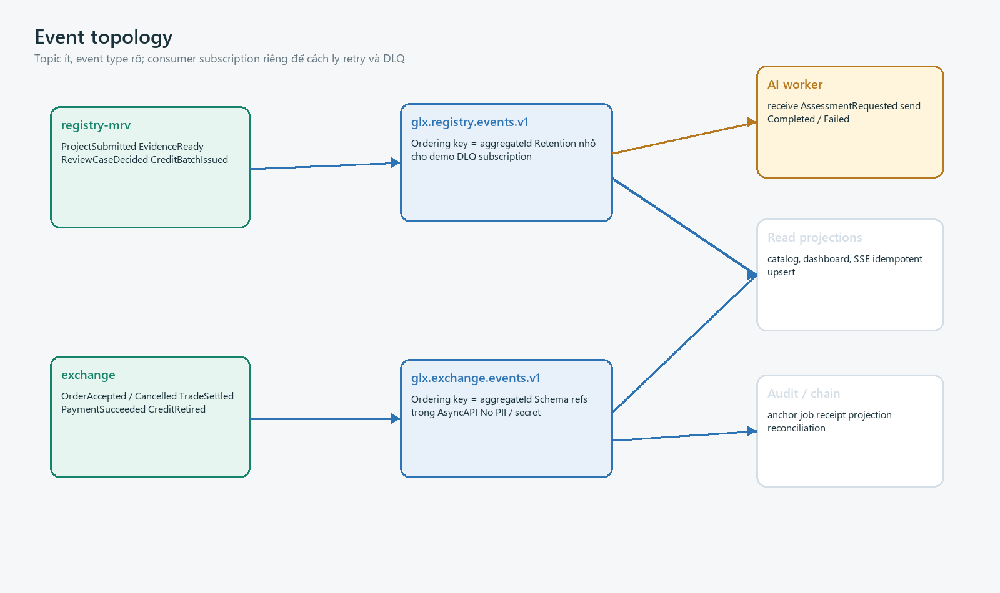 Event topology
Topic ít, event type rõ; consumer subscription riêng để cách ly retry và DLQ
registry-mrv
ProjectSubmitted EvidenceReady
ReviewCaseDecided CreditBatchIssued
glx.registry.events.v1
Ordering key = aggregateId Retention nhỏ
cho demo DLQ subscription
AI worker
receive AssessmentRequested send
Completed / Failed
Read projections
catalog, dashboard, SSE idempotent
upsert
exchange
OrderAccepted / Cancelled TradeSettled
PaymentSucceeded CreditRetired
glx.exchange.events.v1
Ordering key = aggregateId Schema refs
trong AsyncAPI No PII / secret
Audit / chain
anchor job receipt projection
reconciliation